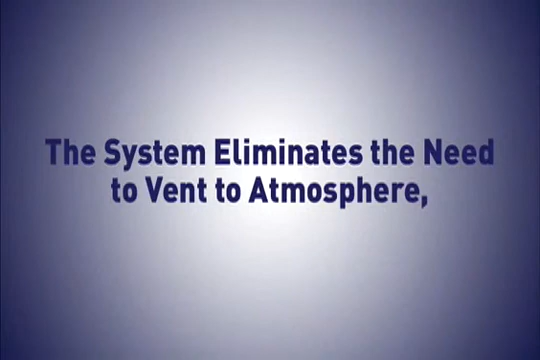 The System Eliminates the Need
to Vent to Atmosphere,